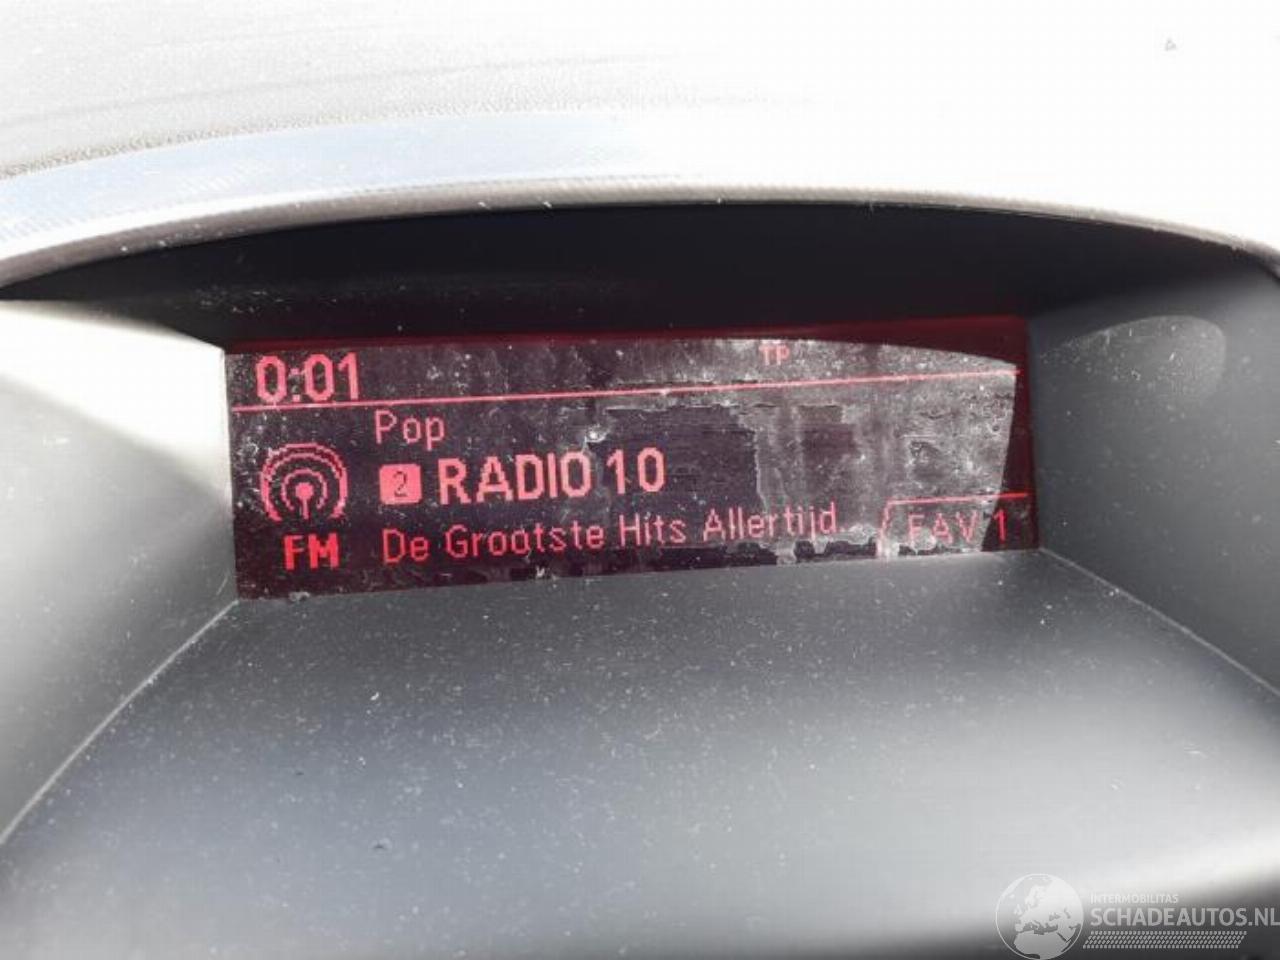 0:01 TP
Pop
2 RADIO 10
FM De Grootste Hits Allertijd FAV 1
INTERMOBILITAS
SCHADEAUTOS.NL